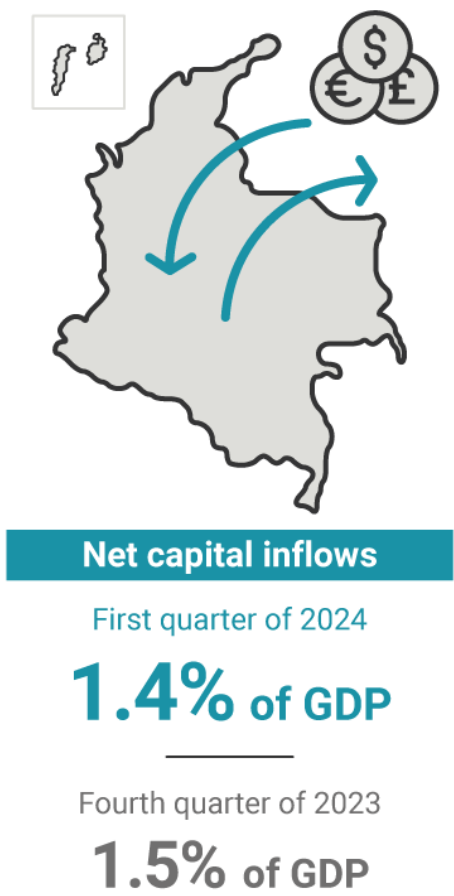 $
€ £
Net capital inflows
First quarter of 2024
1.4% of GDP
Fourth quarter of 2023
1.5% of GDP